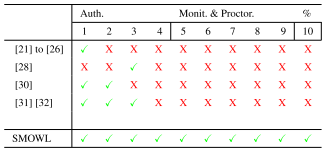 Auth. Monit. & Proctor. %
1 2 3 4 5 6 7 8 9 10
[21] to [26] ✓ X X X X X X X X X
[28] X X ✓ X X X X X X X
[30] ✓ ✓ X X X X X X X X
[31] [32] ✓ ✓ ✓ X X X X X X X
SMOWL ✓ ✓ ✓ ✓ ✓ ✓ ✓ ✓ ✓ ✓